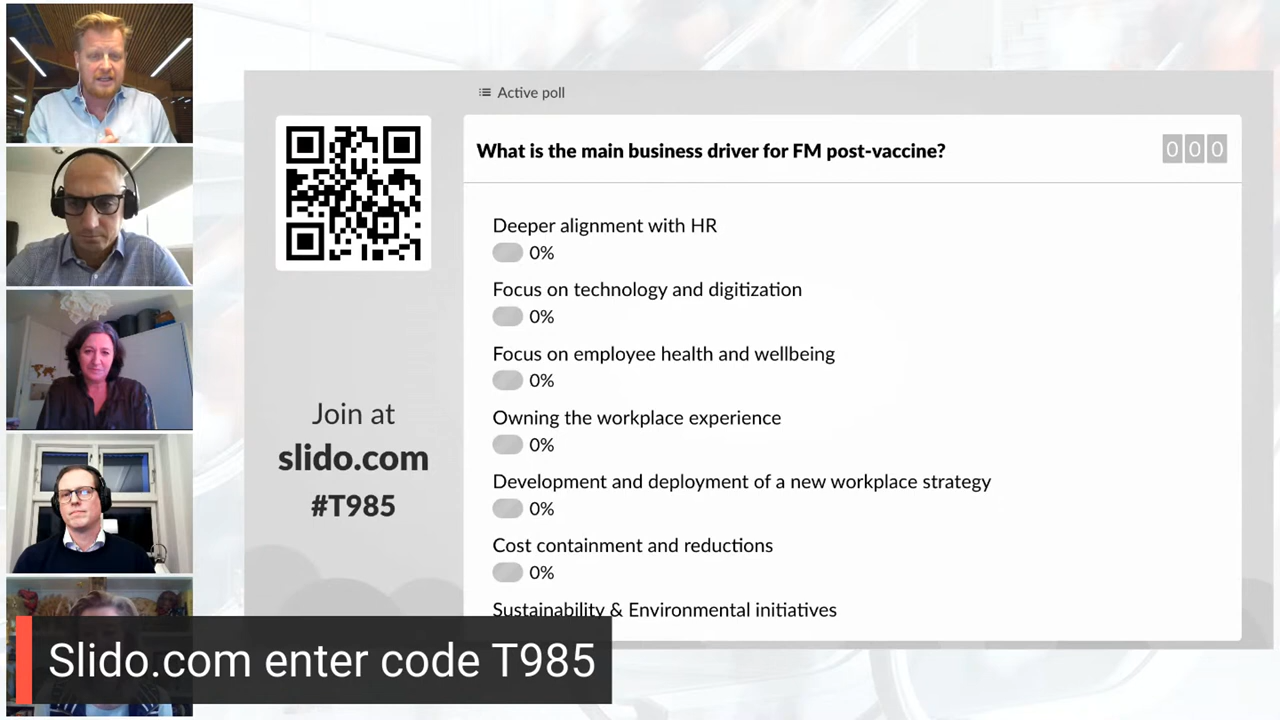 Active poll
What is the main business driver for FM post-vaccine?
000
Deeper alignment with HR
0%
Focus on technology and digitization
0%
Focus on employee health and wellbeing
0%
Owning the workplace experience
0%
Development and deployment of a new workplace strategy
0%
Cost containment and reductions
0%
Sustainability & Environmental initiatives
Join at
slido.com
#T985
Slido.com enter code T985